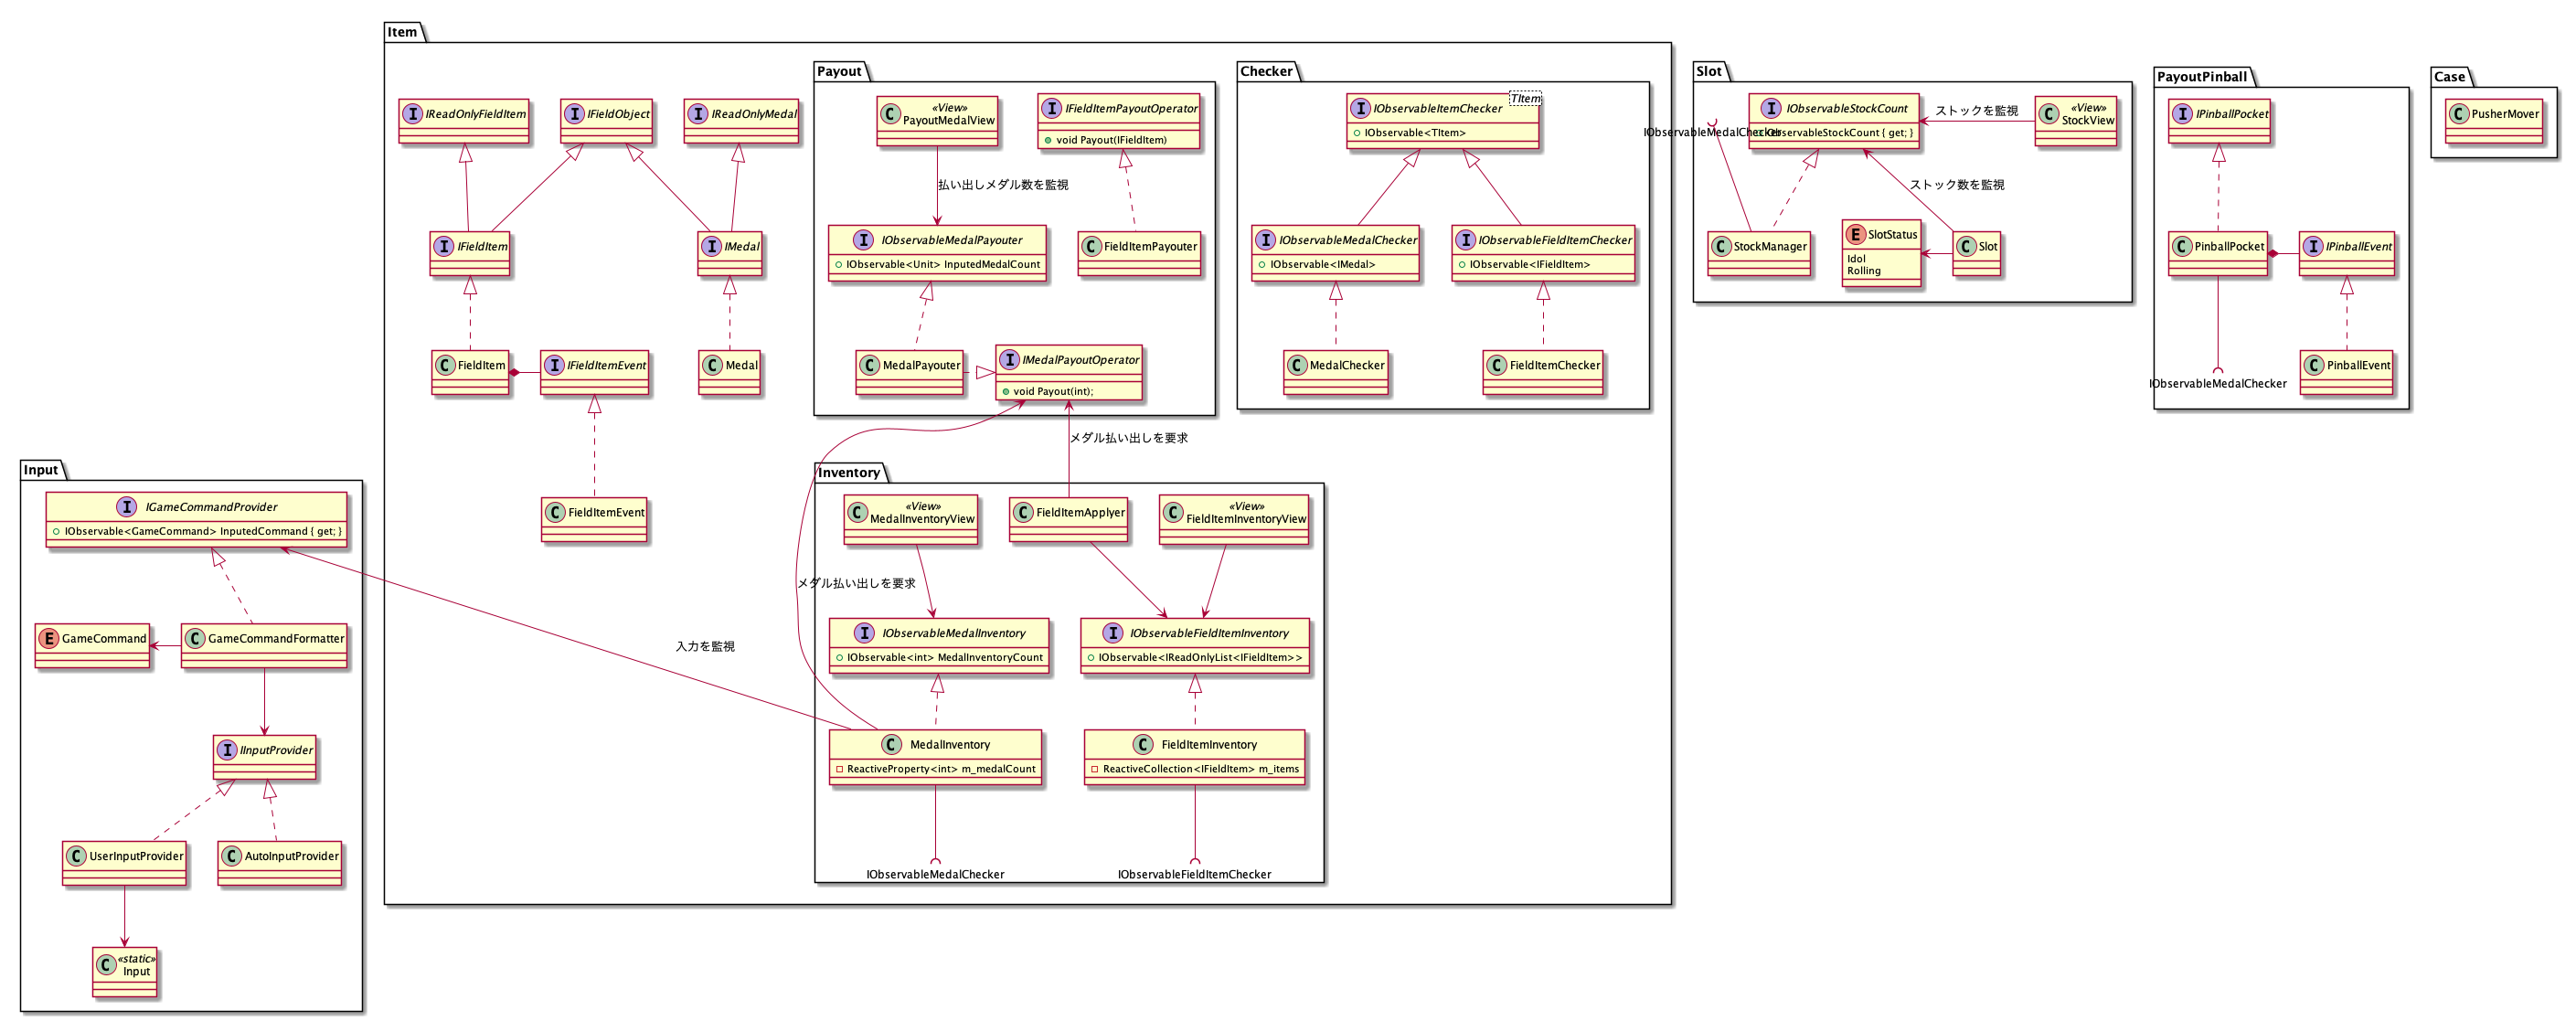 Item
IReadOnlyFieldItem
IFieldObject
IReadOnlyMedal
IFieldItem
IMedal
FieldItem
IFieldItemEvent
Medal
FieldItemEvent
Payout
«View»
PayoutMedalView
IFieldItemPayoutOperator
void Payout(IFieldItem)
払い出しメダル数を監視
IObservableMedalPayouter
IObservable<Unit> InputedMedalCount
FieldItemPayouter
MedalPayouter
IMedalPayoutOperator
void Payout(int);
Checker
IObservableItemChecker
TItem
IObservable<TItem>
IObservableMedalChecker
IObservable<IMedal>
IObservableFieldItemChecker
IObservable<IFieldItem>
MedalChecker
FieldItemChecker
メダル払い出しを要求
Inventory
«View»
MedalInventoryView
FieldItemApplyer
«View»
FieldItemInventoryView
メダル払い出しを要求
IObservableMedalInventory
IObservable<int> MedalInventoryCount
IObservableFieldItemInventory
IObservable<IReadOnlyList<IFieldItem>>
MedalInventory
ReactiveProperty<int> m_medalCount
FieldItemInventory
ReactiveCollection<IFieldItem> m_items
IObservableMedalChecker
IObservableFieldItemChecker
入力を監視
Input
IGameCommandProvider
IObservable<GameCommand> InputedCommand { get; }
GameCommand
GameCommandFormatter
IInputProvider
UserInputProvider
AutoInputProvider
«static»
Input
Slot
IObservableStockCount
ObservableStockCount { get; }
IObservableMedalChecker
ストックを監視
«View»
StockView
ストック数を監視
StockManager
SlotStatus
Idol
Rolling
Slot
PayoutPinball
IPinballPocket
PinballPocket
IPinballEvent
IObservableMedalChecker
PinballEvent
Case
PusherMover